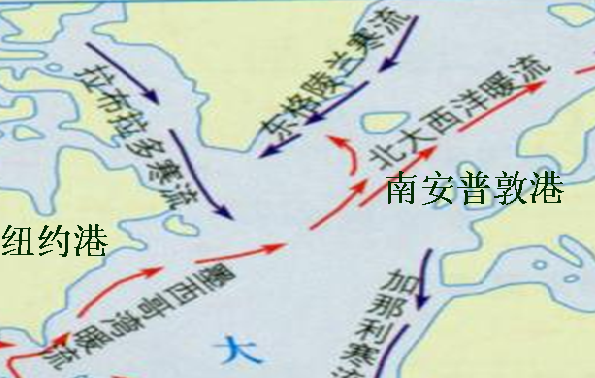 拉布拉多寒流
东格陵兰寒流
北大西洋暖流
南安普敦港
纽约港
墨西哥湾暖流
加那利寒流
大